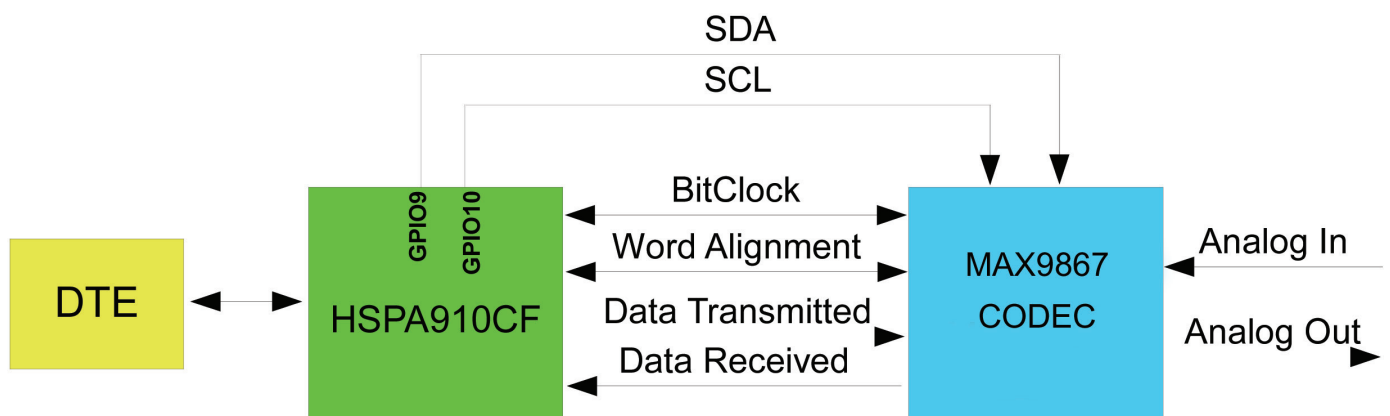 SDA
SCL
GPIO9
GPIO10
BitClock
Word Alignment
Data Transmitted
Data Received
DTE
HSPA910CF
MAX9867
CODEC
Analog In
Analog Out